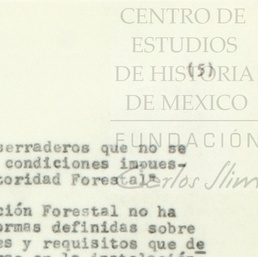 CENTRO DE
ESTUDIOS
DE HISTORIA
(5)
DE MEXICO
FUNDACIÓN
Carlos Slim
serraderos que no se
condiciones impues-
toridad Forestal"
ción Forestal no ha
ormas definidas sobre
es y requisitos que de